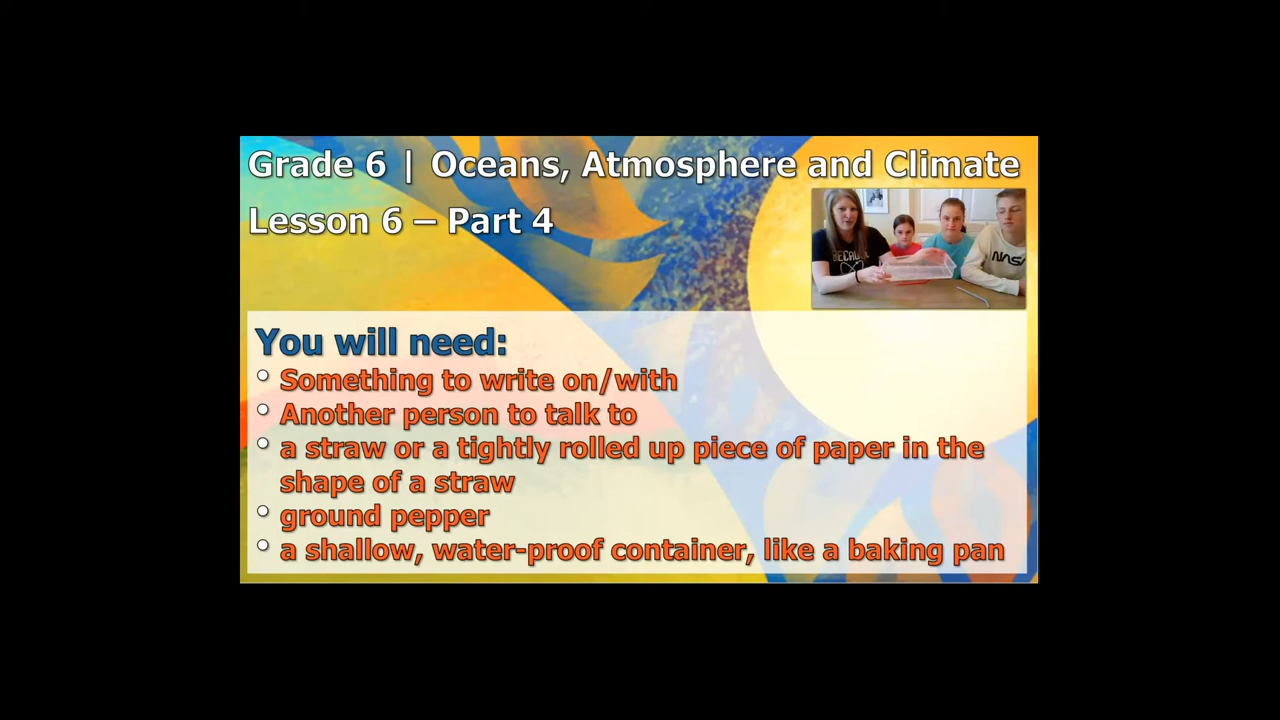 Grade 6 | Oceans, Atmosphere and Climate
Lesson 6 – Part 4
BECAUSE
NASA
You will need:
• Something to write on/with
• Another person to talk to
• a straw or a tightly rolled up piece of paper in the
shape of a straw
• ground pepper
• a shallow, water-proof container, like a baking pan